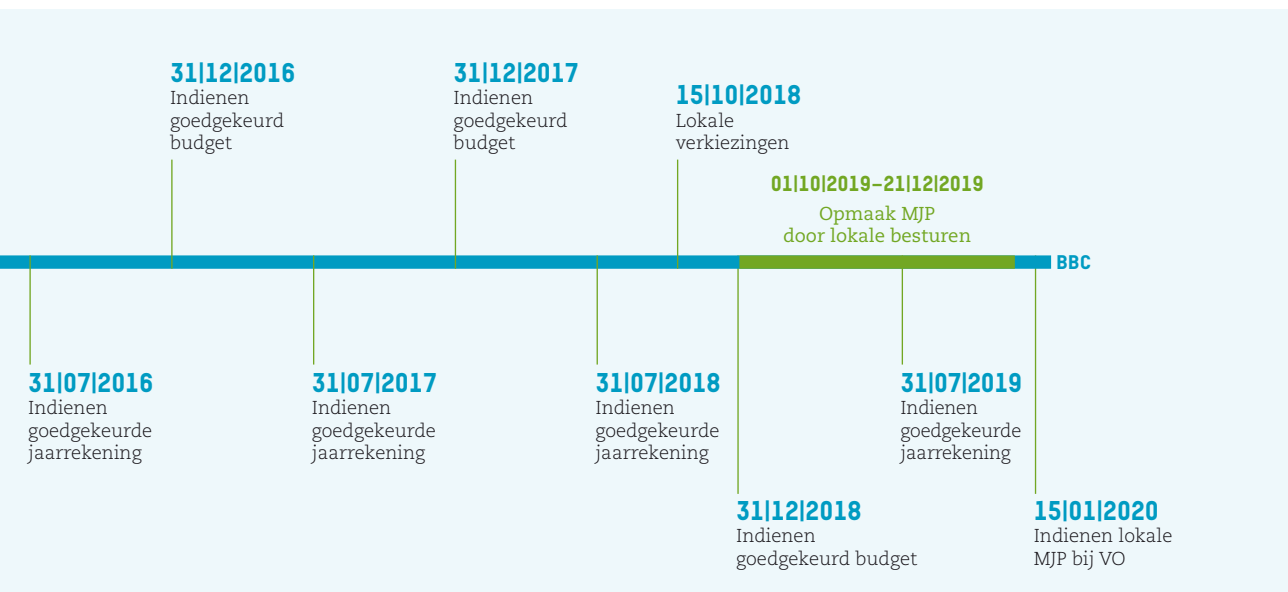 31|12|2016
Indienen
goedgekeurd
budget
31|12|2017
Indienen
goedgekeurd
budget
15|10|2018
Lokale
verkiezingen
01|10|2019–21|12|2019
Opmaak MJP
door lokale besturen
BBC
31|07|2016
Indienen
goedgekeurde
jaarrekening
31|07|2017
Indienen
goedgekeurde
jaarrekening
31|07|2018
Indienen
goedgekeurde
jaarrekening
31|07|2019
Indienen
goedgekeurde
jaarrekening
31|12|2018
Indienen
goedgekeurd budget
15|01|2020
Indienen lokale
MJP bij VO